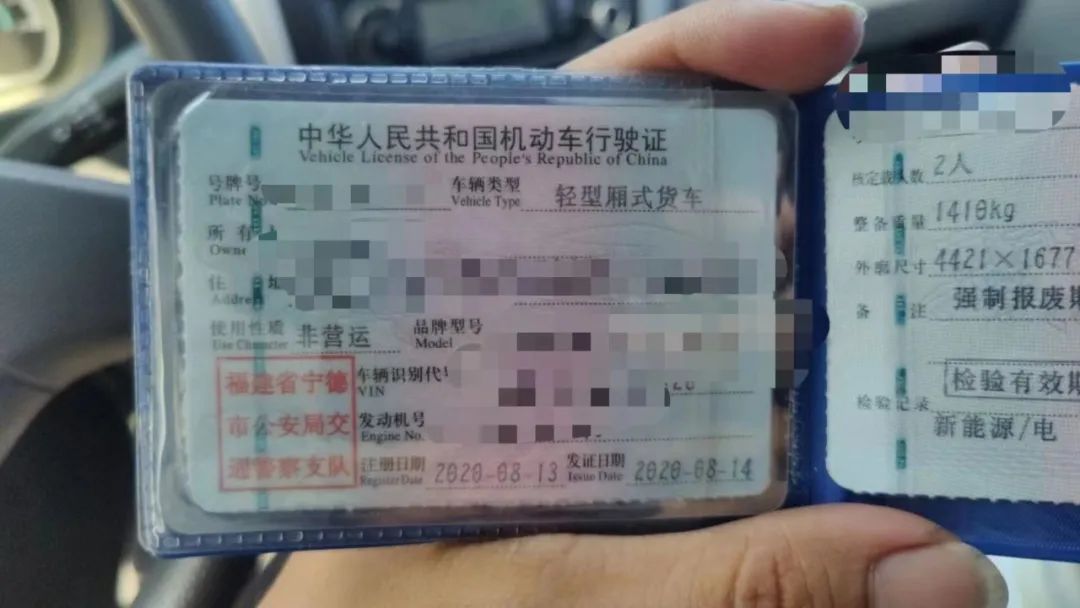 中华人民共和国机动车行驶证
Vehicle License of the People's Republic of China
号牌号
Plate No
车辆类型 轻型厢式货车
Vehicle Type
所有
Owne
住 址
Address
使用性质 非营运
Use Character
品牌型号
Model
车辆识别代
VIN
发动机号
Engine No.
福建省宁德
市公安局交
通警察支队
注册日期 2020-08-13
Register Date
发证日期 2020-08-14
Issue Date
核定载人数 2人
整备质量 1410kg
外廓尺寸 4421×1677
备 注 强制报废期
检验有效期
检验记录
新能源/电